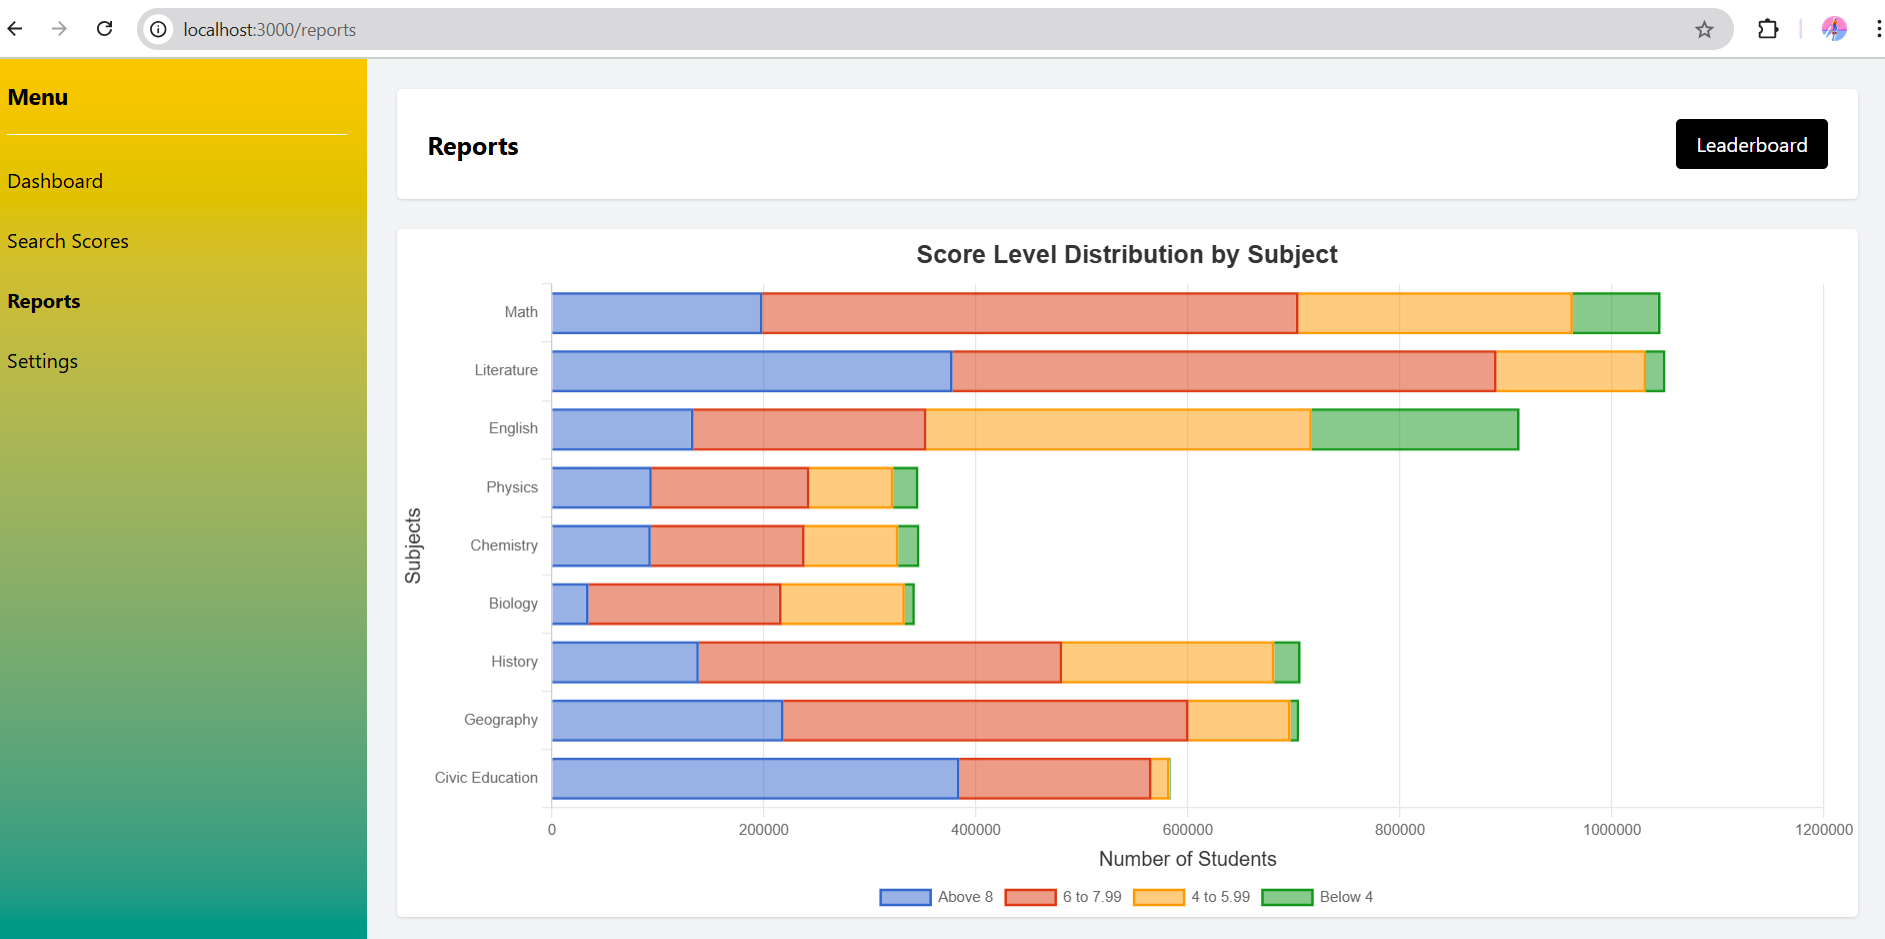 localhost:3000/reports
Menu
Dashboard
Search Scores
Reports
Settings
Reports
Leaderboard
Score Level Distribution by Subject
Subjects
Math
Literature
English
Physics
Chemistry
Biology
History
Geography
Civic Education
0 200000 400000 600000 800000 1000000 1200000
Number of Students
Above 8 6 to 7.99 4 to 5.99 Below 4